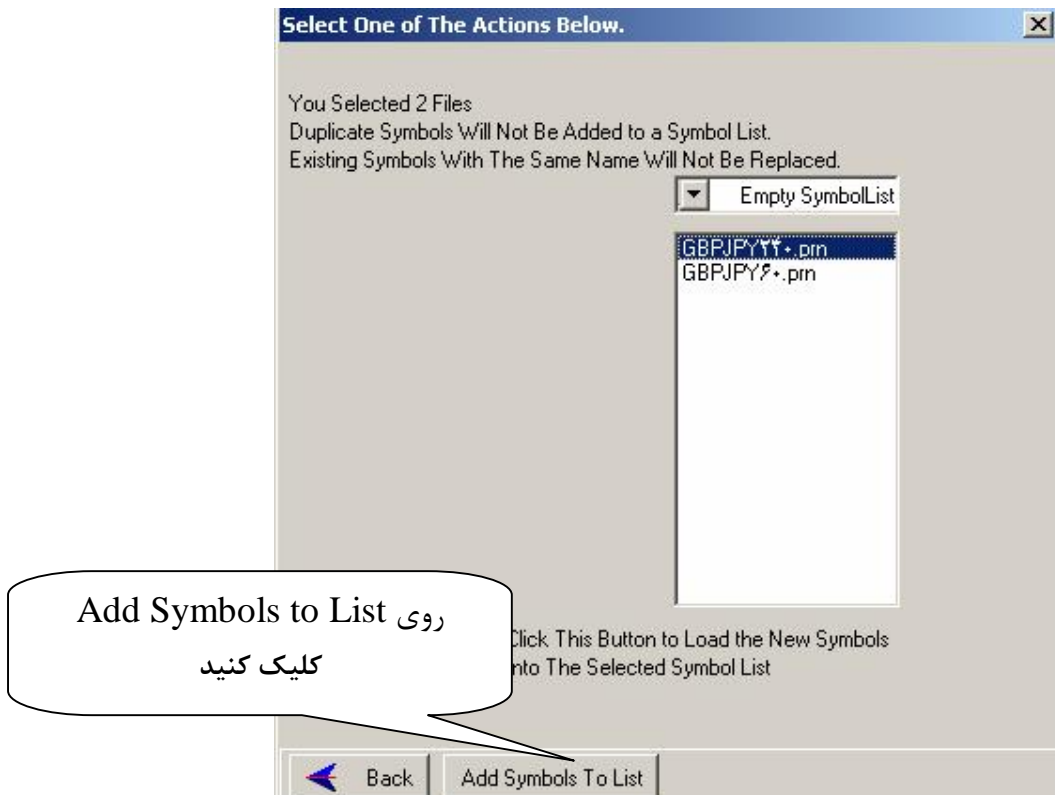 Select One of The Actions Below.
You Selected 2 Files
Duplicate Symbols Will Not Be Added to a Symbol List.
Existing Symbols With The Same Name Will Not Be Replaced.
Empty SymbolList
GBPJPY۲۴۰.prn
GBPJPY۶۰.prn
روی Add Symbols to List
کلیک کنید
Click This Button to Load the New Symbols
nto The Selected Symbol List
Back
Add Symbols To List